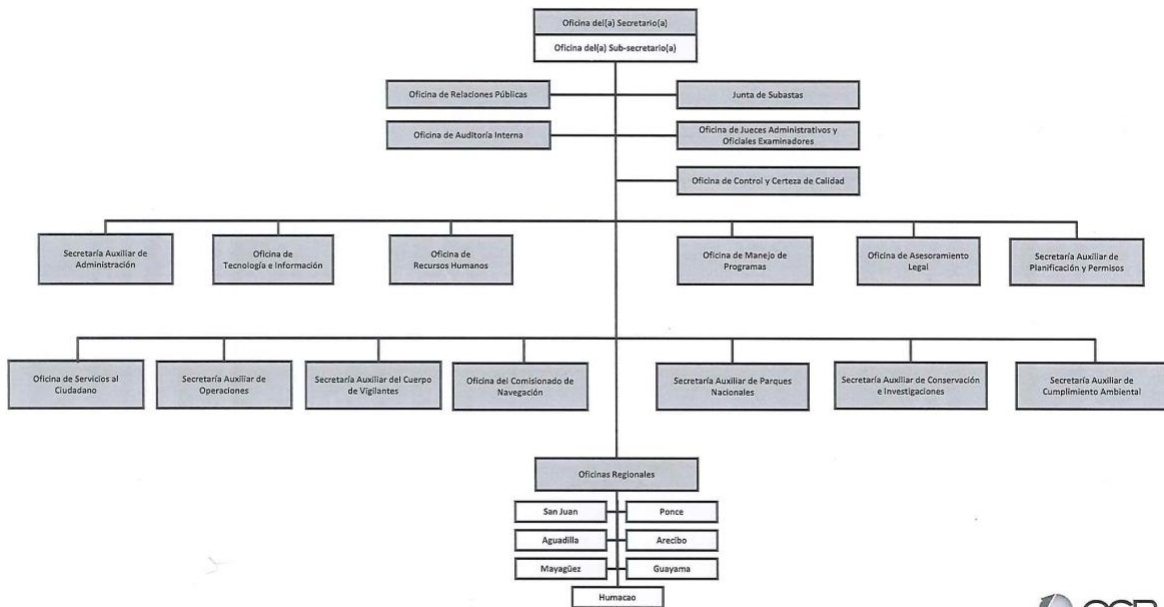 Oficina del(a) Secretario(a)
Oficina del(a) Sub-secretario(a)
Oficina de Relaciones Públicas
Junta de Subastas
Oficina de Auditoría Interna
Oficina de Jueces Administrativos y
Oficiales Examinadores
Oficina de Control y Certeza de Calidad
Secretaría Auxiliar de
Administración
Oficina de
Tecnología e Información
Oficina de
Recursos Humanos
Oficina de Manejo de
Programas
Oficina de Asesoramiento
Legal
Secretaría Auxiliar de
Planificación y Permisos
Oficina de Servicios al
Ciudadano
Secretaría Auxiliar de
Operaciones
Secretaría Auxiliar del Cuerpo
de Vigilantes
Oficina del Comisionado de
Navegación
Secretaría Auxiliar de Parques
Nacionales
Secretaría Auxiliar de Conservación
e Investigaciones
Secretaría Auxiliar de
Cumplimiento Ambiental
Oficinas Regionales
San Juan
Ponce
Aguadilla
Arecibo
Mayagüez
Guayama
Humacao